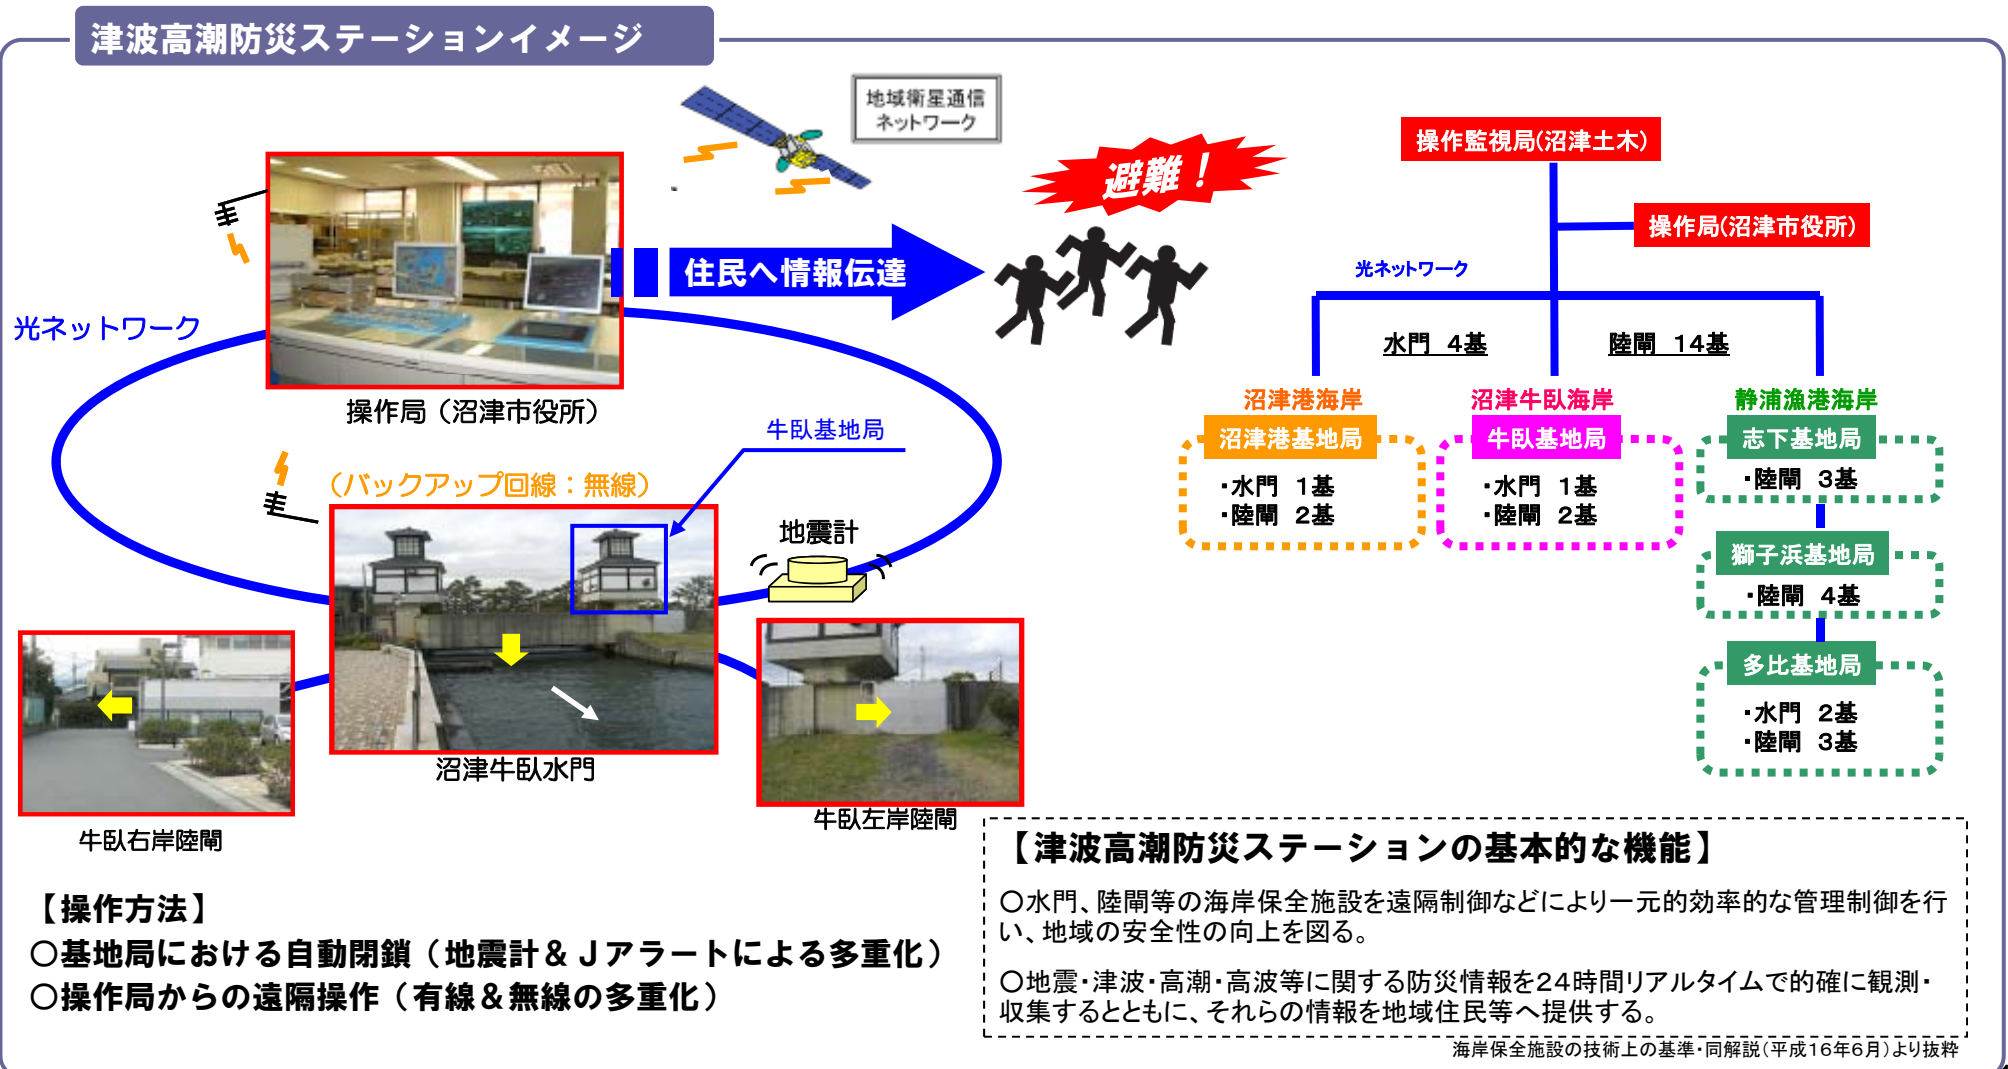 津波高潮防災ステーションイメージ
地域衛星通信
ネットワーク
避難！
住民へ情報伝達
光ネットワーク
操作局（沼津市役所）
牛臥基地局
（バックアップ回線：無線）
地震計
沼津牛臥水門
牛臥右岸陸閘
牛臥左岸陸閘
操作監視局(沼津土木)
操作局(沼津市役所)
光ネットワーク
水門　4基
陸閘　14基
沼津港海岸
沼津港基地局
・水門　1基
・陸閘　2基
沼津牛臥海岸
牛臥基地局
・水門　1基
・陸閘　2基
静浦漁港海岸
志下基地局
・陸閘　3基
獅子浜基地局
・陸閘　4基
多比基地局
・水門　2基
・陸閘　3基
【操作方法】
○基地局における自動閉鎖（地震計＆Ｊアラートによる多重化）
○操作局からの遠隔操作（有線＆無線の多重化）
【津波高潮防災ステーションの基本的な機能】
○水門、陸閘等の海岸保全施設を遠隔制御などにより一元的効率的な管理制御を行
い、地域の安全性の向上を図る。
○地震・津波・高潮・高波等に関する防災情報を24時間リアルタイムで的確に観測・
収集するとともに、それらの情報を地域住民等へ提供する。
海岸保全施設の技術上の基準・同解説(平成16年6月)より抜粋